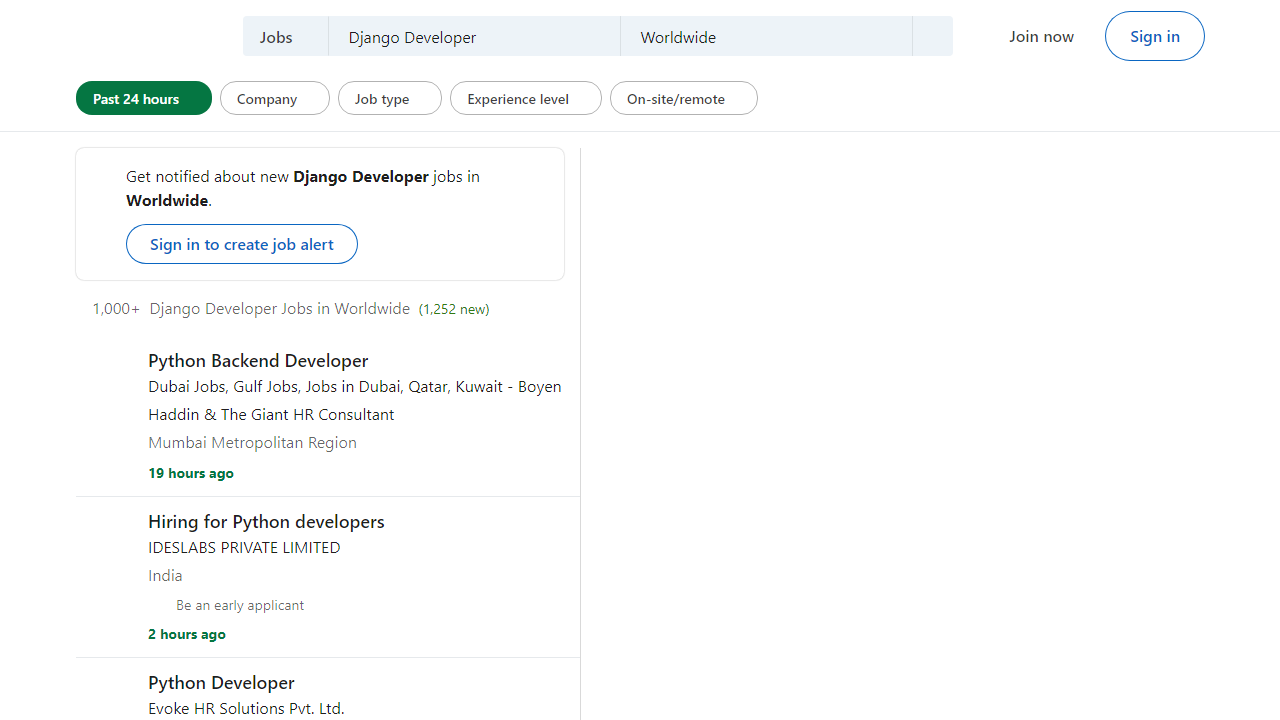 Jobs Django Developer Worldwide Join now Sign in
Past 24 hours Company Job type Experience level On-site/remote
Get notified about new Django Developer jobs in
Worldwide.
Sign in to create job alert
1,000+ Django Developer Jobs in Worldwide (1,252 new)
Python Backend Developer
Dubai Jobs, Gulf Jobs, Jobs in Dubai, Qatar, Kuwait - Boyen
Haddin & The Giant HR Consultant
Mumbai Metropolitan Region
19 hours ago
Hiring for Python developers
IDESLABS PRIVATE LIMITED
India
Be an early applicant
2 hours ago
Python Developer
Evoke HR Solutions Pvt. Ltd.